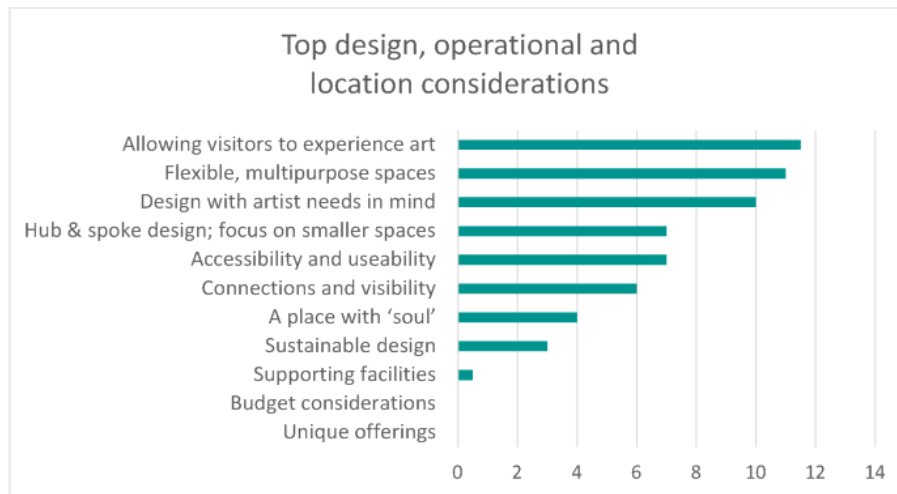 Top design, operational and
location considerations
Allowing visitors to experience art
Flexible, multipurpose spaces
Design with artist needs in mind
Hub & spoke design; focus on smaller spaces
Accessibility and useability
Connections and visibility
A place with ‘soul’
Sustainable design
Supporting facilities
Budget considerations
Unique offerings
0 2 4 6 8 10 12 14